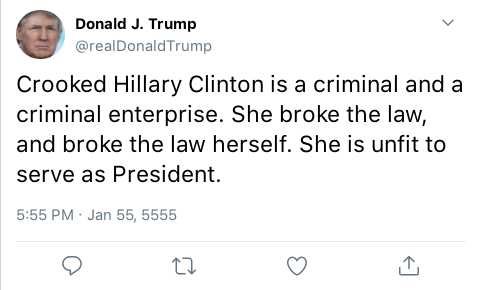 Donald J. Trump
@realDonaldTrump
Crooked Hillary Clinton is a criminal and a
criminal enterprise. She broke the law,
and broke the law herself. She is unfit to
serve as President.
5:55 PM · Jan 55, 5555